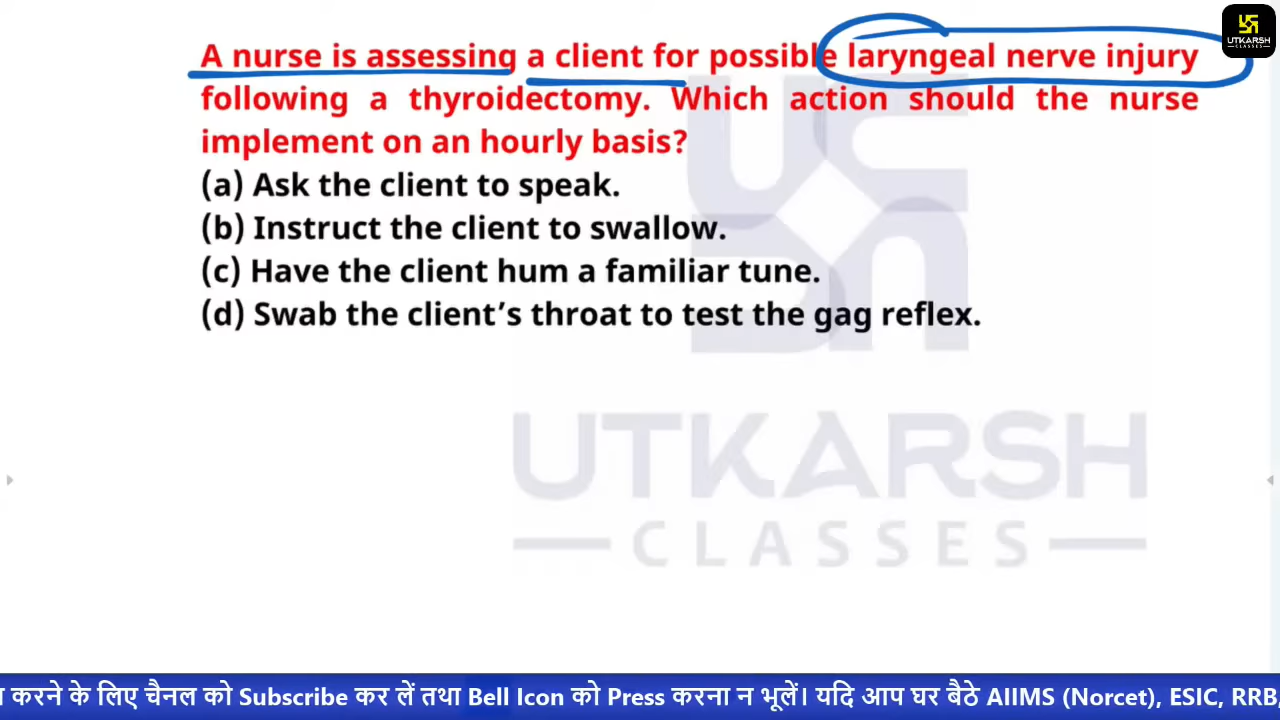 UTKARSH
CLASSES
A nurse is assessing a client for possible laryngeal nerve injury
following a thyroidectomy. Which action should the nurse
implement on an hourly basis?
(a) Ask the client to speak.
(b) Instruct the client to swallow.
(c) Have the client hum a familiar tune.
(d) Swab the client’s throat to test the gag reflex.
UTKARSH
CLASSES
करने के लिए चैनल को Subscribe कर लें तथा Bell Icon को Press करना न भूलें। यदि आप घर बैठे AIIMS (Norcet), ESIC, RRB,